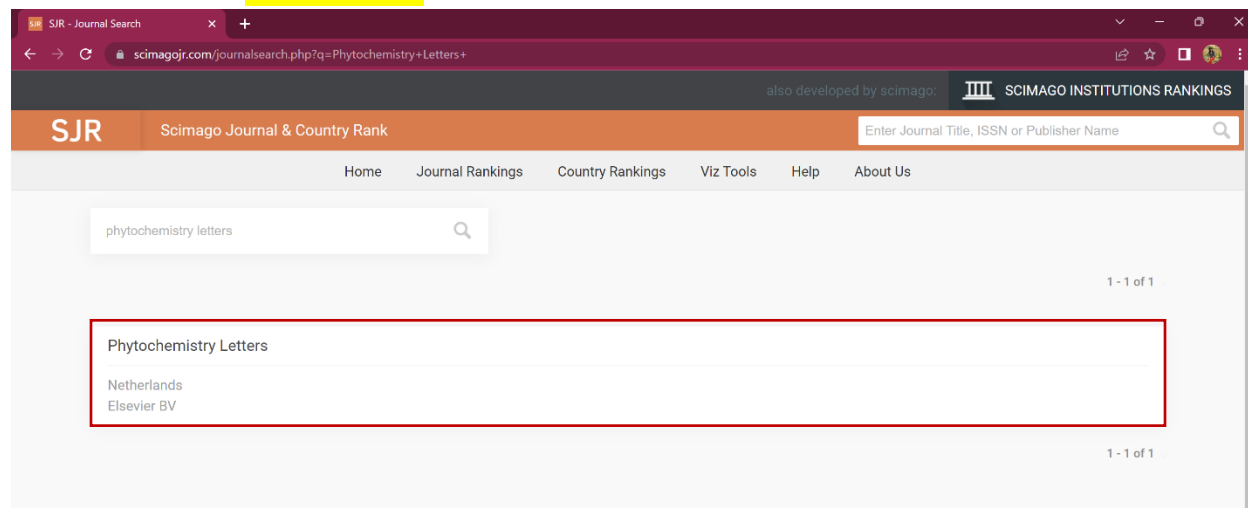 SJR SJR - Journal Search
scimagojr.com/journalsearch.php?q=Phytochemistry+Letters+
also developed by scimago: SCIMAGO INSTITUTIONS RANKINGS
SJR Scimago Journal & Country Rank Enter Journal Title, ISSN or Publisher Name
Home Journal Rankings Country Rankings Viz Tools Help About Us
phytochemistry letters
1 - 1 of 1
Phytochemistry Letters
Netherlands
Elsevier BV
1 - 1 of 1